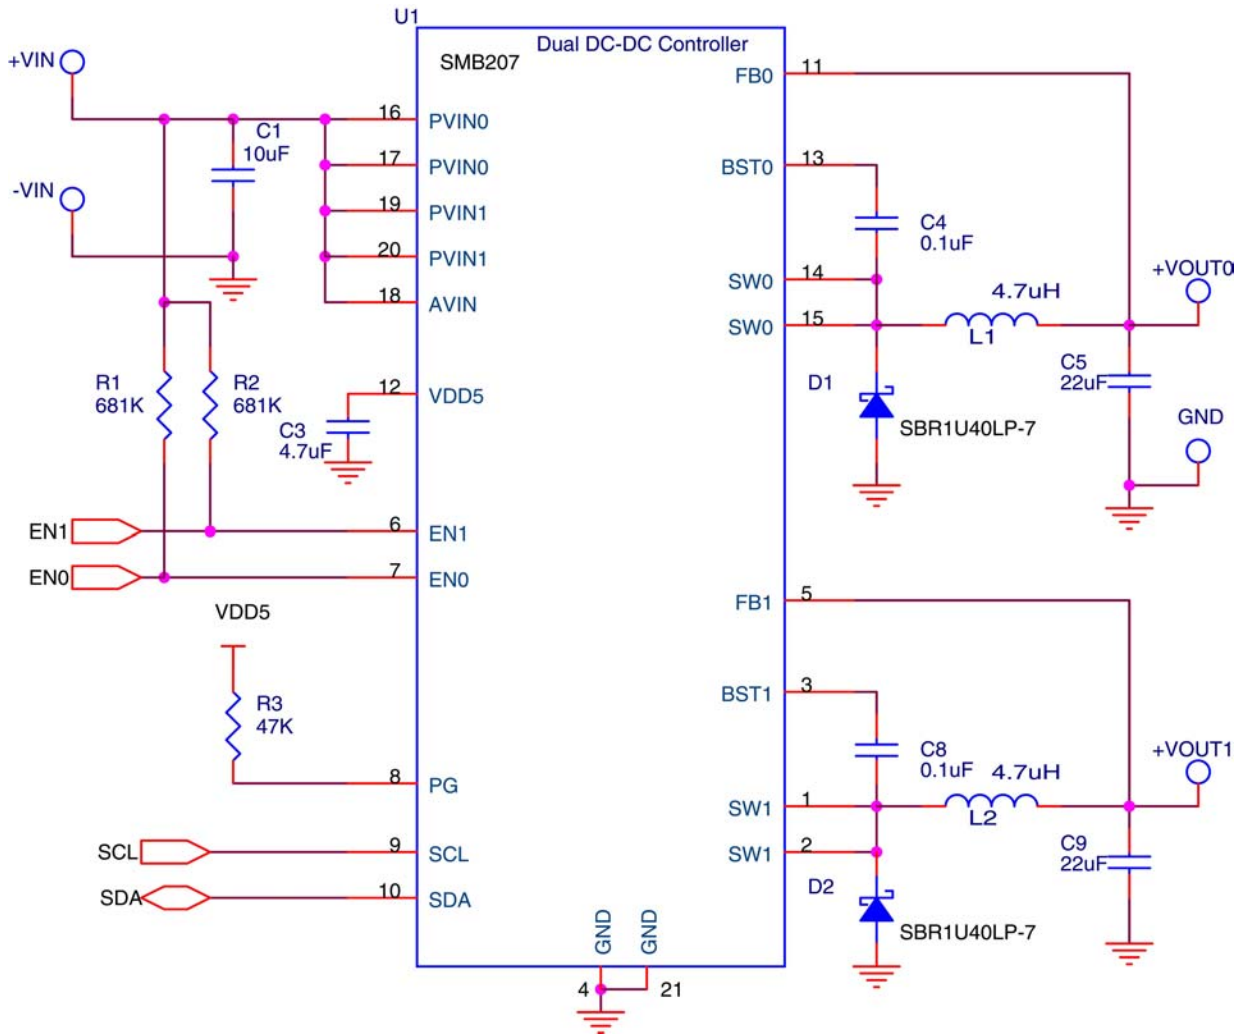 U1
Dual DC-DC Controller
SMB207
+VIN
-VIN
C1
10uF
16 PVIN0
17 PVIN0
19 PVIN1
20 PVIN1
18 AVIN
R1
681K
R2
681K
12 VDD5
C3
4.7uF
EN1
6 EN1
EN0
7 EN0
VDD5
R3
47K
8 PG
SCL
9 SCL
SDA
10 SDA
FB0 11
BST0 13
C4
0.1uF
SW0 14
SW0 15
4.7uH
L1
+VOUT0
D1
SBR1U40LP-7
C5
22uF
GND
FB1 5
BST1 3
C8
0.1uF
4.7uH
L2
+VOUT1
SW1 1
SW1 2
D2
SBR1U40LP-7
C9
22uF
GND
GND
4
21